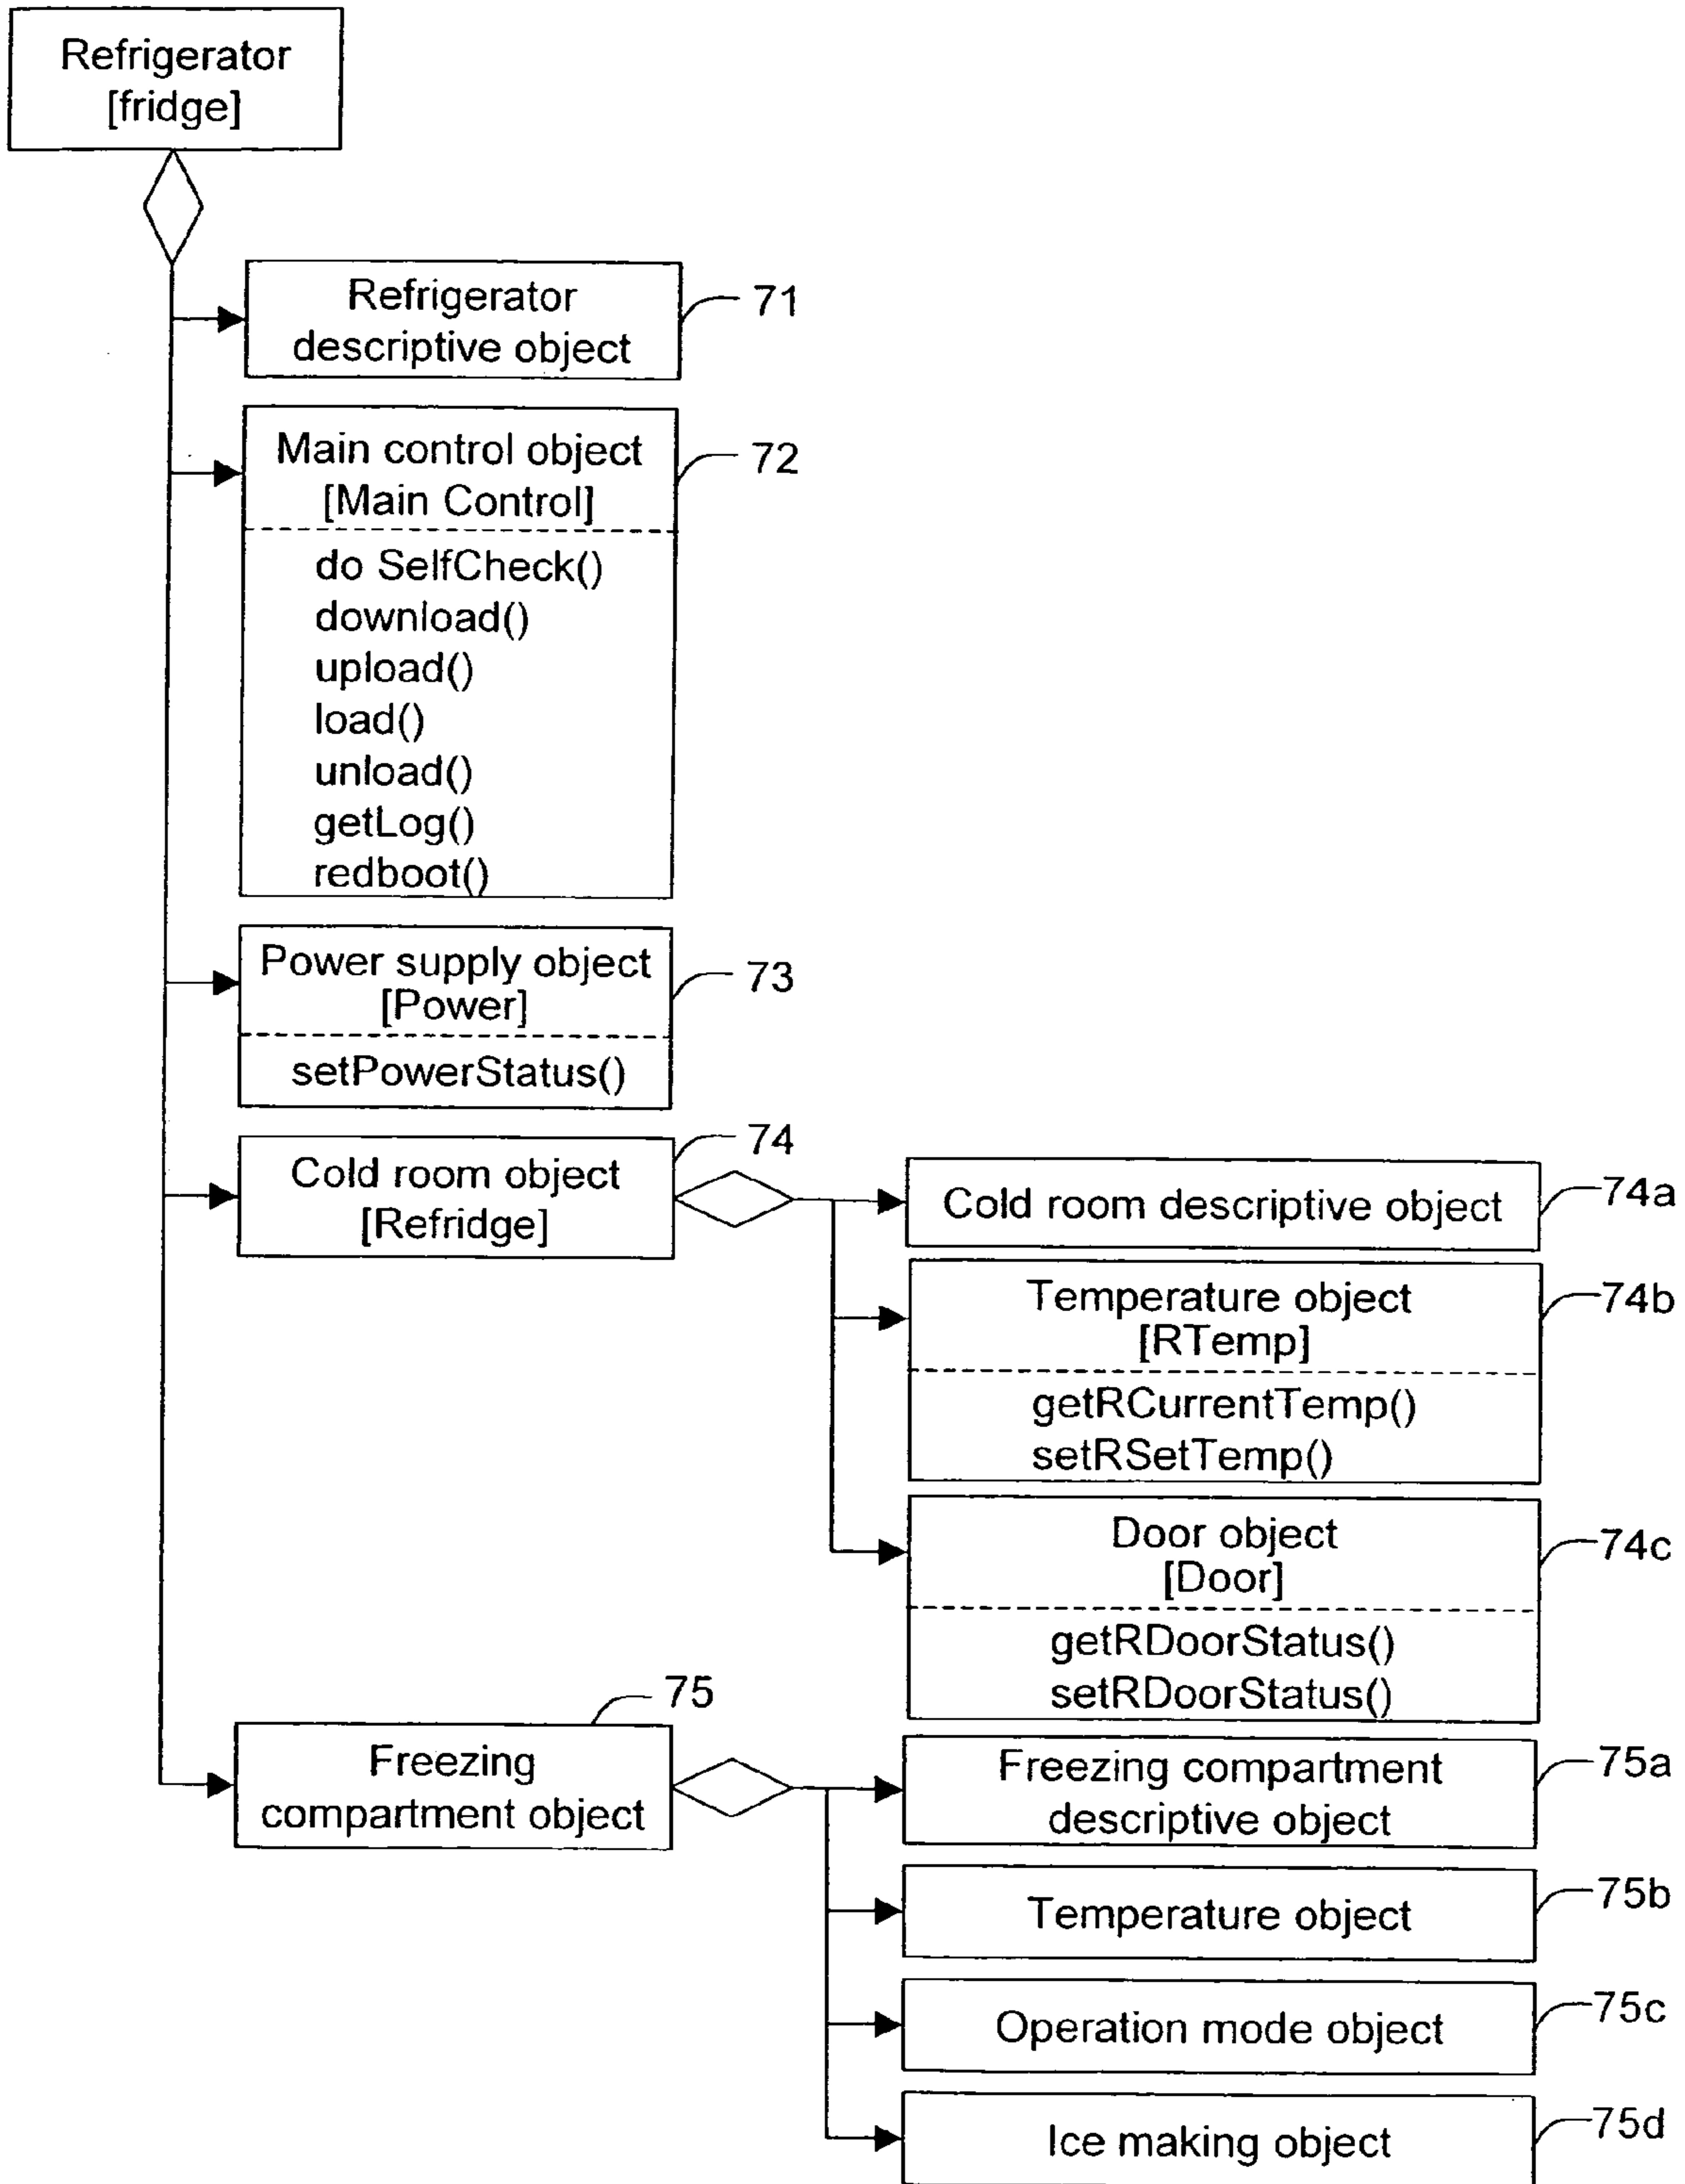 Refrigerator
[fridge]
Refrigerator
descriptive object
71
Main control object
[Main Control]
72
do SelfCheck()
download()
upload()
load()
unload()
getLog()
redboot()
Power supply object
[Power]
73
setPowerStatus()
Cold room object
[Refridge]
74
Cold room descriptive object
74a
Temperature object
[RTemp]
74b
getRCurrentTemp()
setRSetTemp()
Door object
[Door]
74c
getRDoorStatus()
setRDoorStatus()
Freezing
compartment object
75
Freezing compartment
descriptive object
75a
Temperature object
75b
Operation mode object
75c
Ice making object
75d